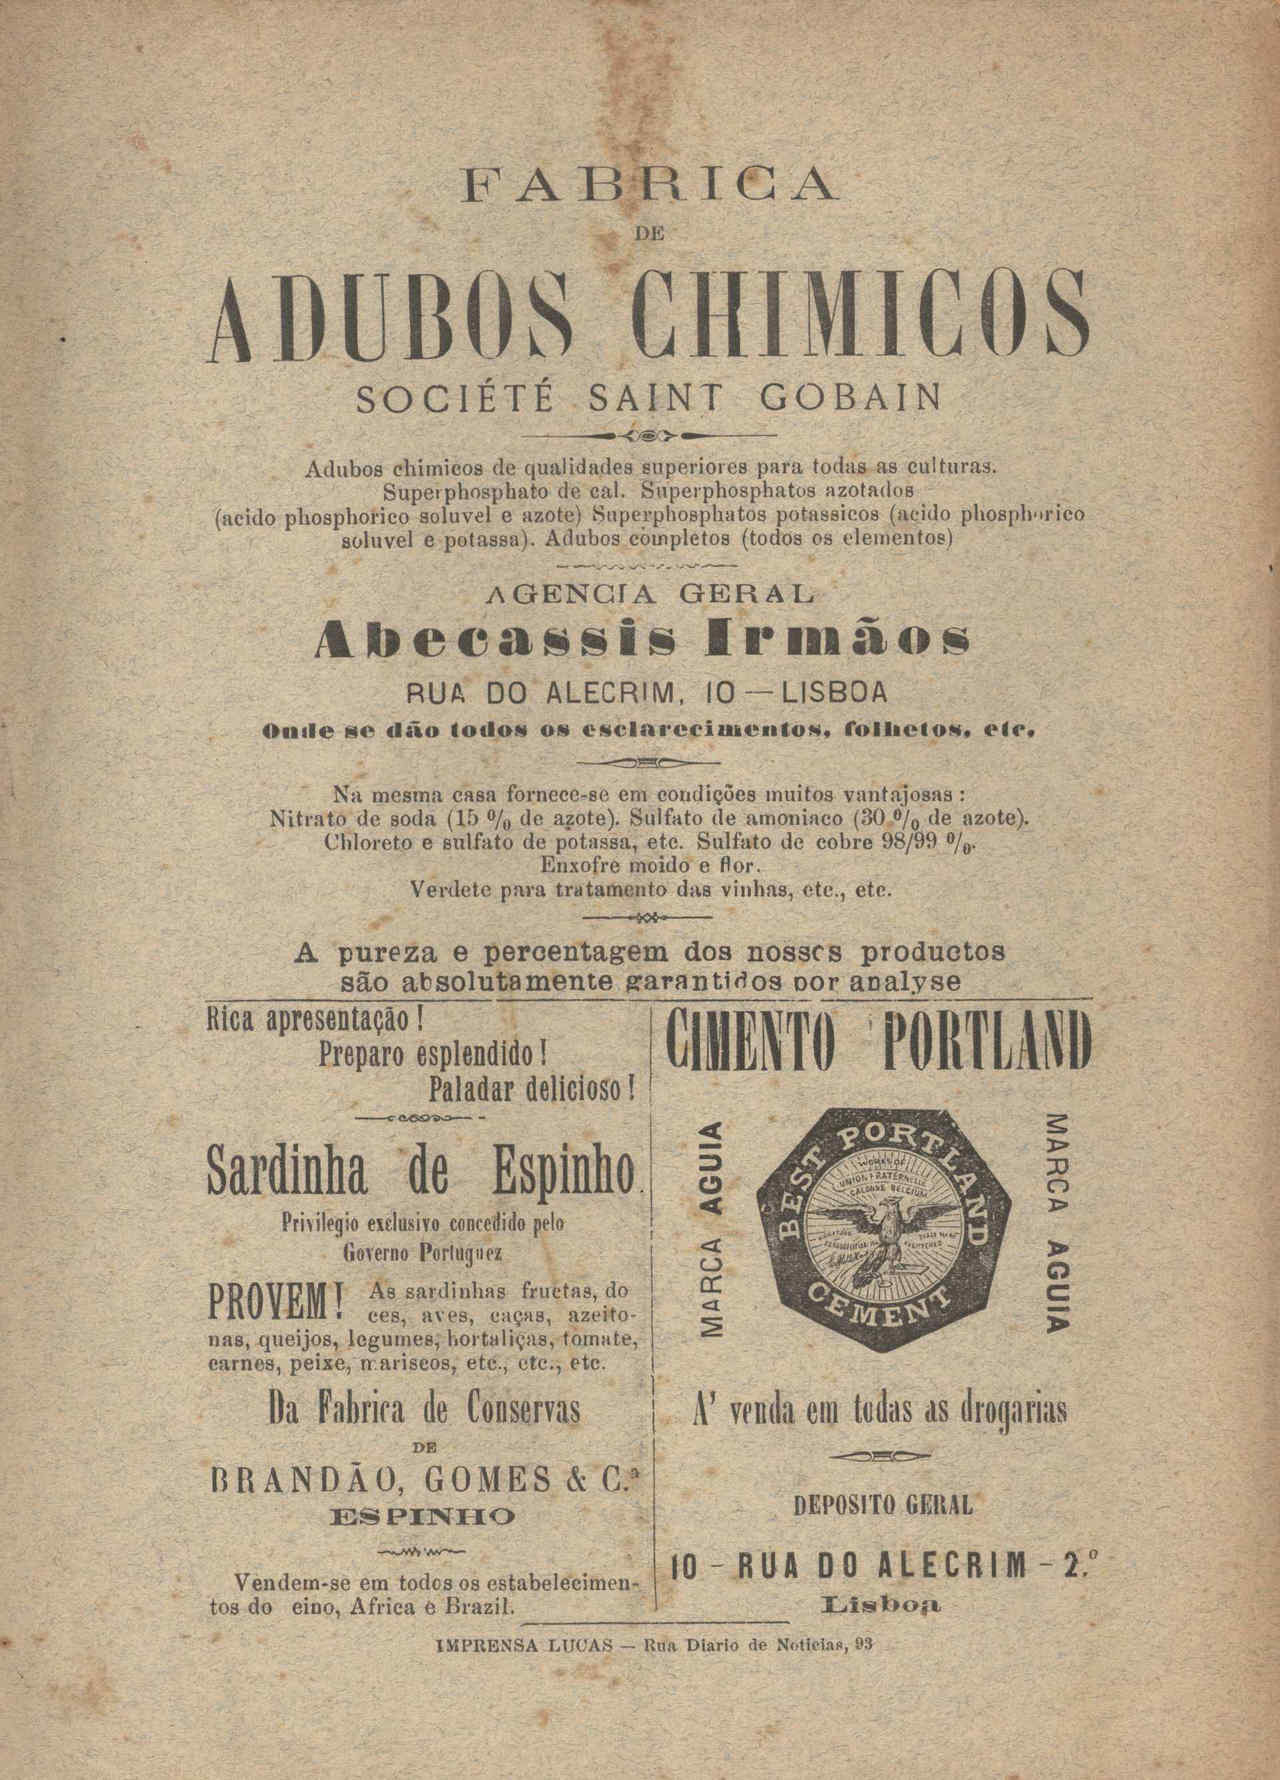 FABRICA
DE
ADUBOS CHIMICOS
SOCIÉTÉ SAINT GOBAIN
Adubos chimicos de qualidades superiores para todas as culturas.
Superphosphato de cal. Superphosphatos azotados
(acido phosphorico soluvel e azote) Superphosphatos potassicos (acido phosphorico
soluvel e potassa). Adubos completos (todos os elementos)
AGENCIA GERAL
Abecassis Irmãos
RUA DO ALECRIM, 10 — LISBOA
Onde se dão todos os esclarecimentos, folhetos, etc.
Na mesma casa fornece-se em condições muitos vantajosas :
Nitrato de soda (15 % de azote). Sulfato de amoniaco (30 % de azote).
Chloreto e sulfato de potassa, etc. Sulfato de cobre 98/99 %.
Enxofre moido e flor.
Verdete para tratamento das vinhas, etc., etc.
A pureza e percentagem dos nossos productos
são absolutamente garantidos por analyse
Rica apresentação !
Preparo esplendido !
Paladar delicioso !
Sardinha de Espinho
Privilegio exclusivo concedido pelo
Governo Portuguez
PROVEM ! As sardinhas fructas, do
ces, aves, caças, azeito-
nas, queijos, legumes, hortaliças, tomate,
carnes, peixe, mariscos, etc., etc., etc.
Da Fabrica de Conservas
DE
BRANDÃO, GOMES & C.ª
ESPINHO
Vendem-se em todos os estabelecimen-
tos do eino, Africa e Brazil.
CIMENTO PORTLAND
MARCA AGUIA
BEST PORTLAND
WORKS OF
UNION FRATERNELLE
CALONNE BELGIUM
CEMENT
MARCA AGUIA
A' venda em todas as drogarias
DEPOSITO GERAL
10 - RUA DO ALECRIM - 2.º
Lisboa
IMPRENSA LUCAS — Rua Diario de Noticias, 93